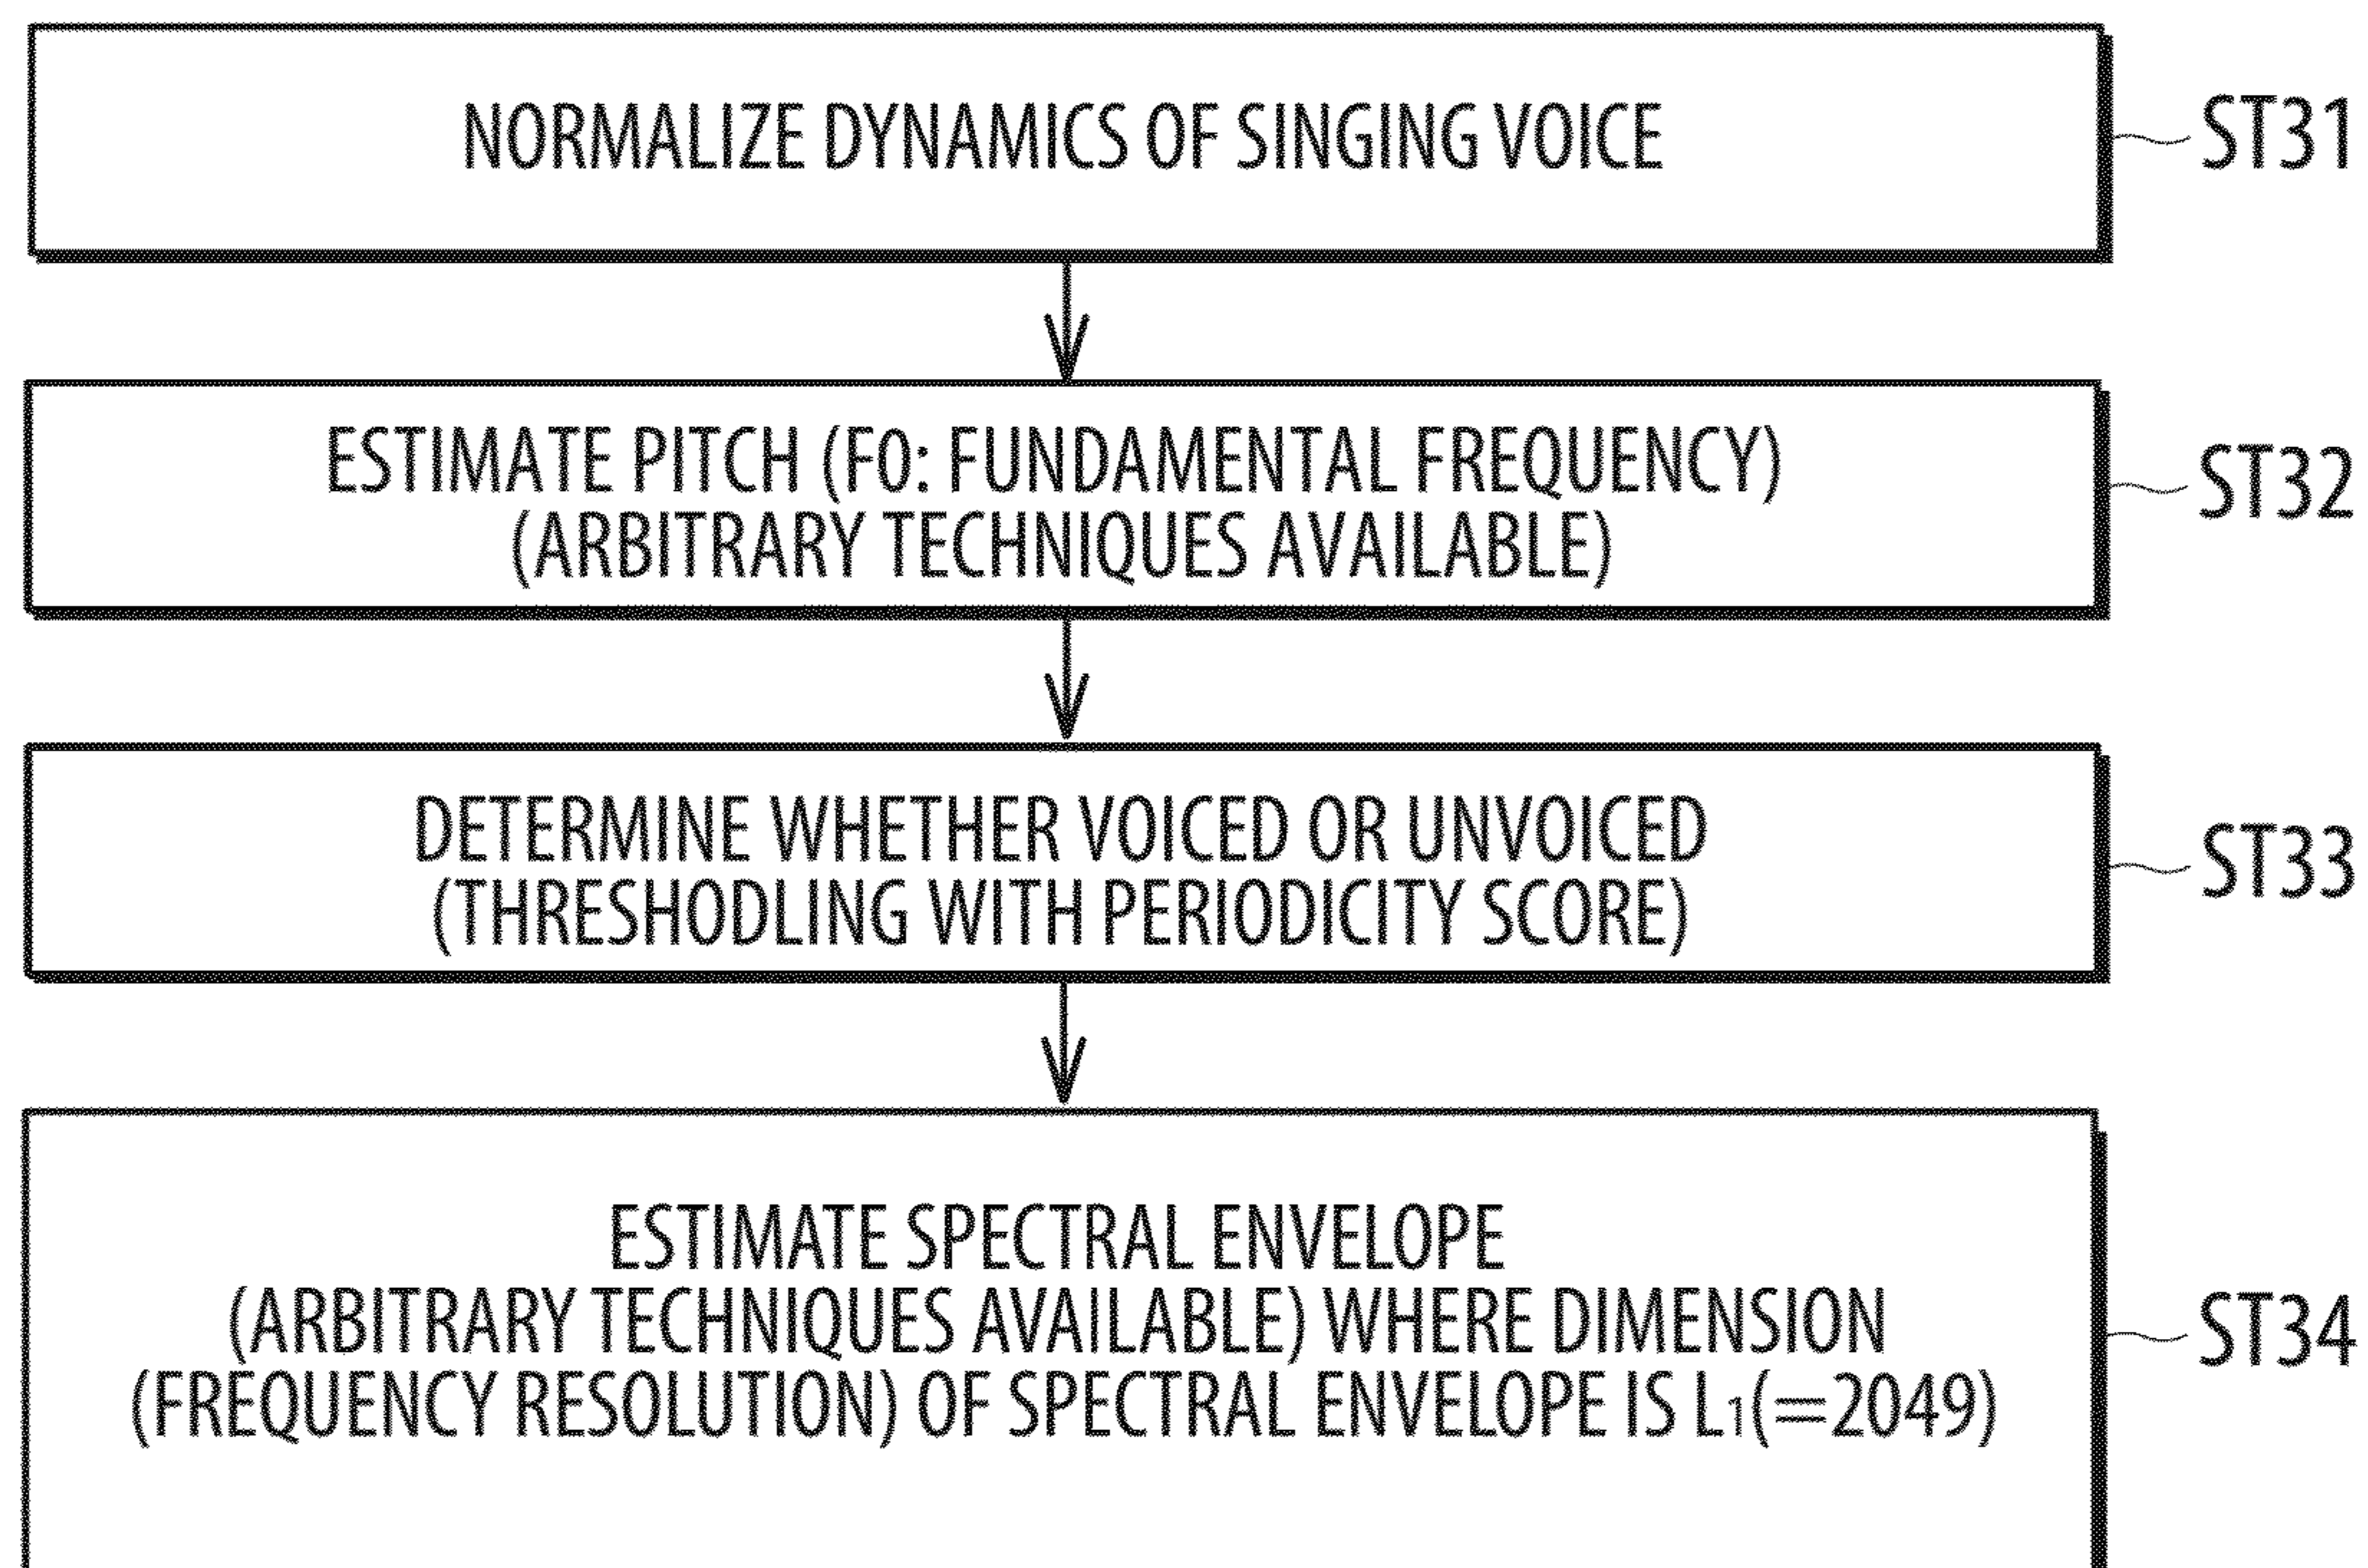 NORMALIZE DYNAMICS OF SINGING VOICE
ST31
ESTIMATE PITCH (F0: FUNDAMENTAL FREQUENCY)
(ARBITRARY TECHNIQUES AVAILABLE)
ST32
DETERMINE WHETHER VOICED OR UNVOICED
(THRESHODLING WITH PERIODICITY SCORE)
ST33
ESTIMATE SPECTRAL ENVELOPE
(ARBITRARY TECHNIQUES AVAILABLE) WHERE DIMENSION
(FREQUENCY RESOLUTION) OF SPECTRAL ENVELOPE IS L₁(=2049)
ST34